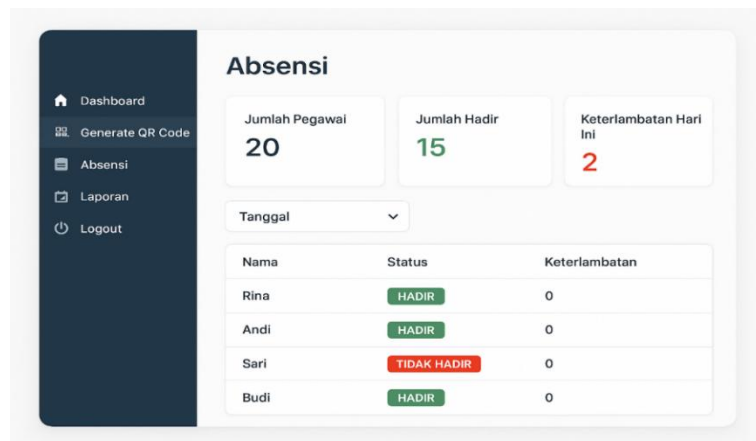 Dashboard
Generate QR Code
Absensi
Laporan
Logout
Absensi
Jumlah Pegawai
20
Jumlah Hadir
15
Keterlambatan Hari
Ini
2
Tanggal
Nama Status Keterlambatan
Rina HADIR 0
Andi HADIR 0
Sari TIDAK HADIR 0
Budi HADIR 0